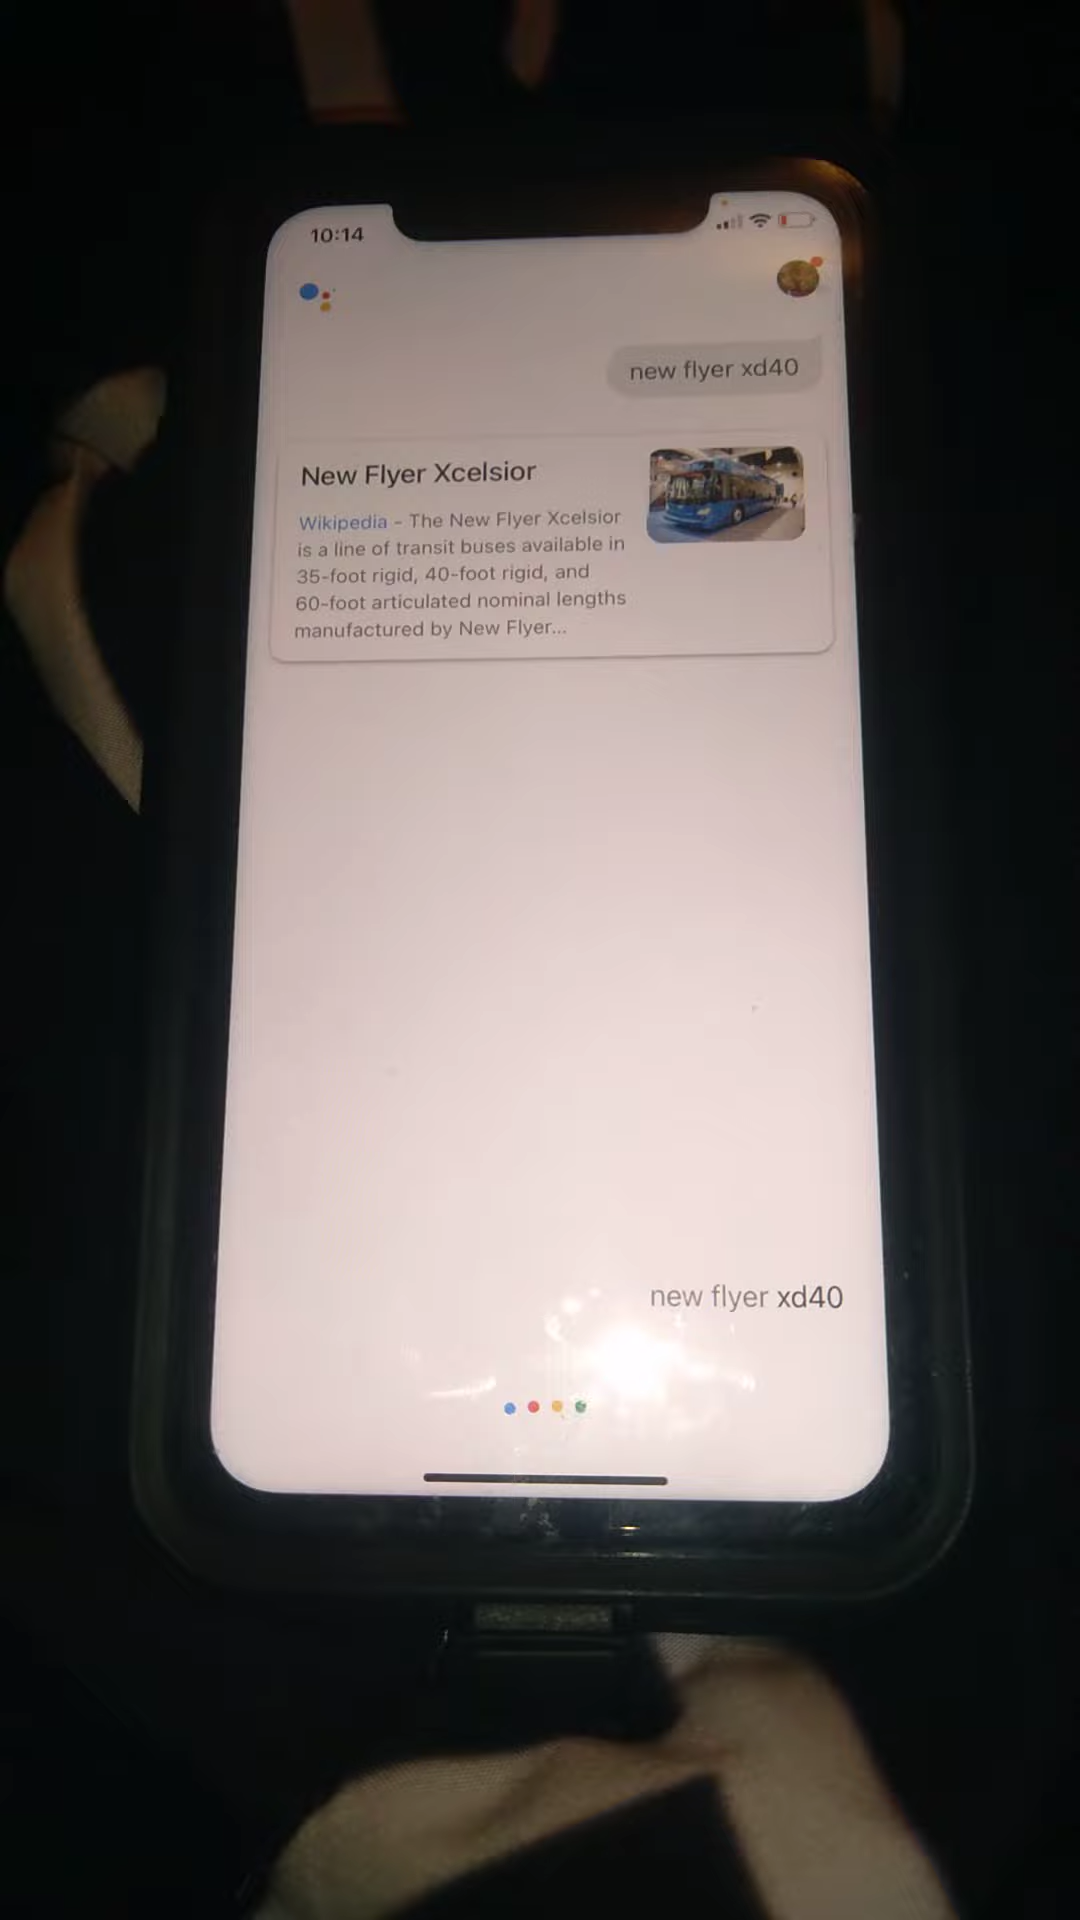 10:14
new flyer xd40
New Flyer Xcelsior
Wikipedia - The New Flyer Xcelsior
is a line of transit buses available in
35-foot rigid, 40-foot rigid, and
60-foot articulated nominal lengths
manufactured by New Flyer...
new flyer xd40